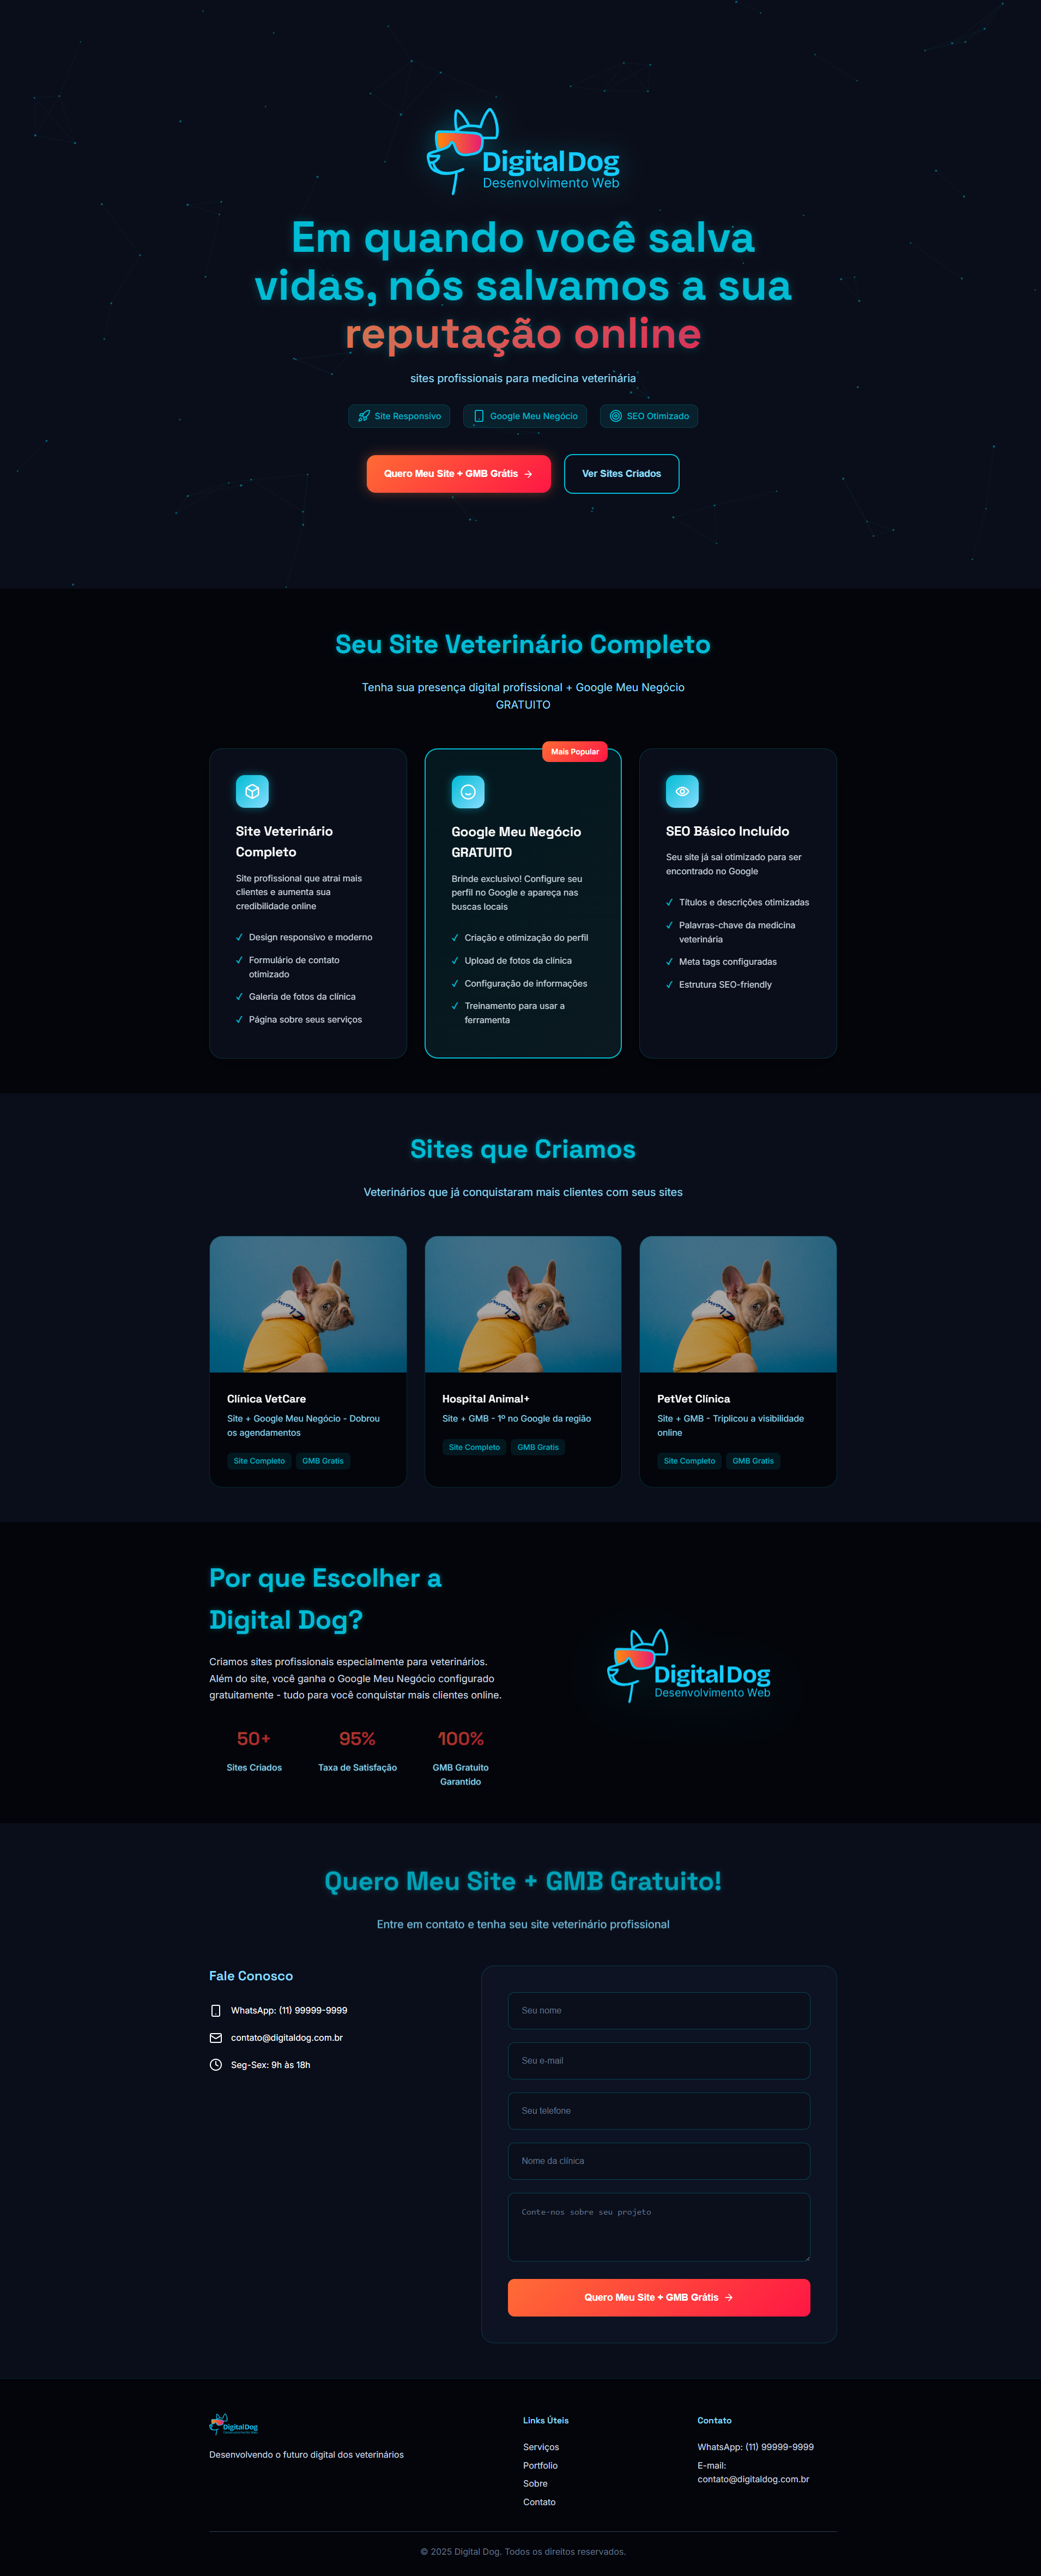 DigitalDog
Desenvolvimento Web
Em quando você salva
vidas, nós salvamos a sua
reputação online
sites profissionais para medicina veterinária
Site Responsivo
Google Meu Negócio
SEO Otimizado
Quero Meu Site + GMB Grátis →
Ver Sites Criados
Seu Site Veterinário Completo
Tenha sua presença digital profissional + Google Meu Negócio
GRATUITO
Site Veterinário
Completo
Site profissional que atrai mais
clientes e aumenta sua
credibilidade online
✓ Design responsivo e moderno
✓ Formulário de contato
otimizado
✓ Galeria de fotos da clínica
✓ Página sobre seus serviços
Mais Popular
Google Meu Negócio
GRATUITO
Brinde exclusivo! Configure seu
perfil no Google e apareça nas
buscas locais
✓ Criação e otimização do perfil
✓ Upload de fotos da clínica
✓ Configuração de informações
✓ Treinamento para usar a
ferramenta
SEO Básico Incluído
Seu site já sai otimizado para ser
encontrado no Google
✓ Títulos e descrições otimizadas
✓ Palavras-chave da medicina
veterinária
✓ Meta tags configuradas
✓ Estrutura SEO-friendly
Sites que Criamos
Veterinários que já conquistaram mais clientes com seus sites
Clínica VetCare
Site + Google Meu Negócio - Dobrou
os agendamentos
Site Completo
GMB Gratis
Hospital Animal+
Site + GMB - 1º no Google da região
Site Completo
GMB Gratis
PetVet Clínica
Site + GMB - Triplicou a visibilidade
online
Site Completo
GMB Gratis
Por que Escolher a
Digital Dog?
Criamos sites profissionais especialmente para veterinários.
Além do site, você ganha o Google Meu Negócio configurado
gratuitamente - tudo para você conquistar mais clientes online.
50+
Sites Criados
95%
Taxa de Satisfação
100%
GMB Gratuito
Garantido
DigitalDog
Desenvolvimento Web
Quero Meu Site + GMB Gratuito!
Entre em contato e tenha seu site veterinário profissional
Fale Conosco
WhatsApp: (11) 99999-9999
contato@digitaldog.com.br
Seg-Sex: 9h às 18h
Seu nome
Seu e-mail
Seu telefone
Nome da clínica
Conte-nos sobre seu projeto
Quero Meu Site + GMB Grátis →
DigitalDog
Desenvolvimento Web
Desenvolvendo o futuro digital dos veterinários
Links Úteis
Serviços
Portfolio
Sobre
Contato
Contato
WhatsApp: (11) 99999-9999
E-mail:
contato@digitaldog.com.br
© 2025 Digital Dog. Todos os direitos reservados.